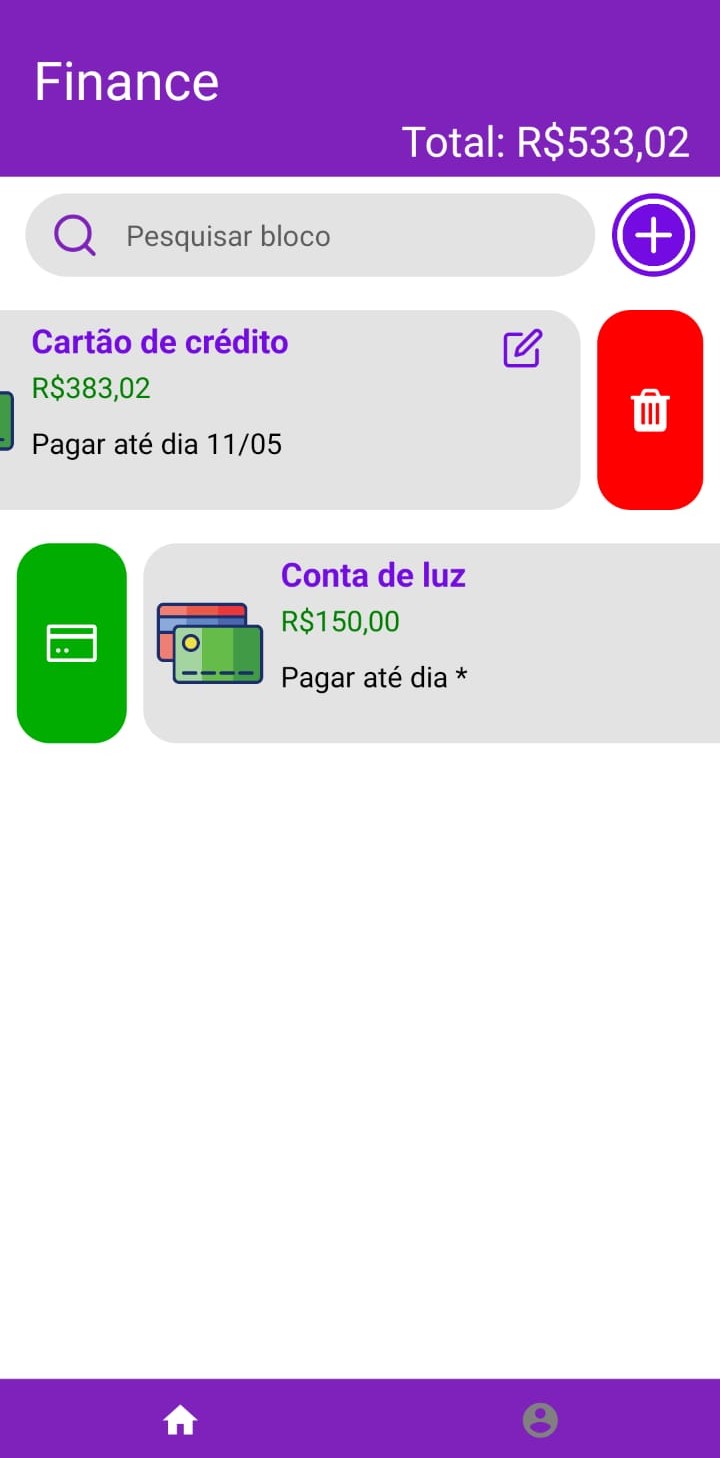 Finance
Total: R$533,02
Pesquisar bloco
Cartão de crédito
R$383,02
Pagar até dia 11/05
Conta de luz
R$150,00
Pagar até dia *